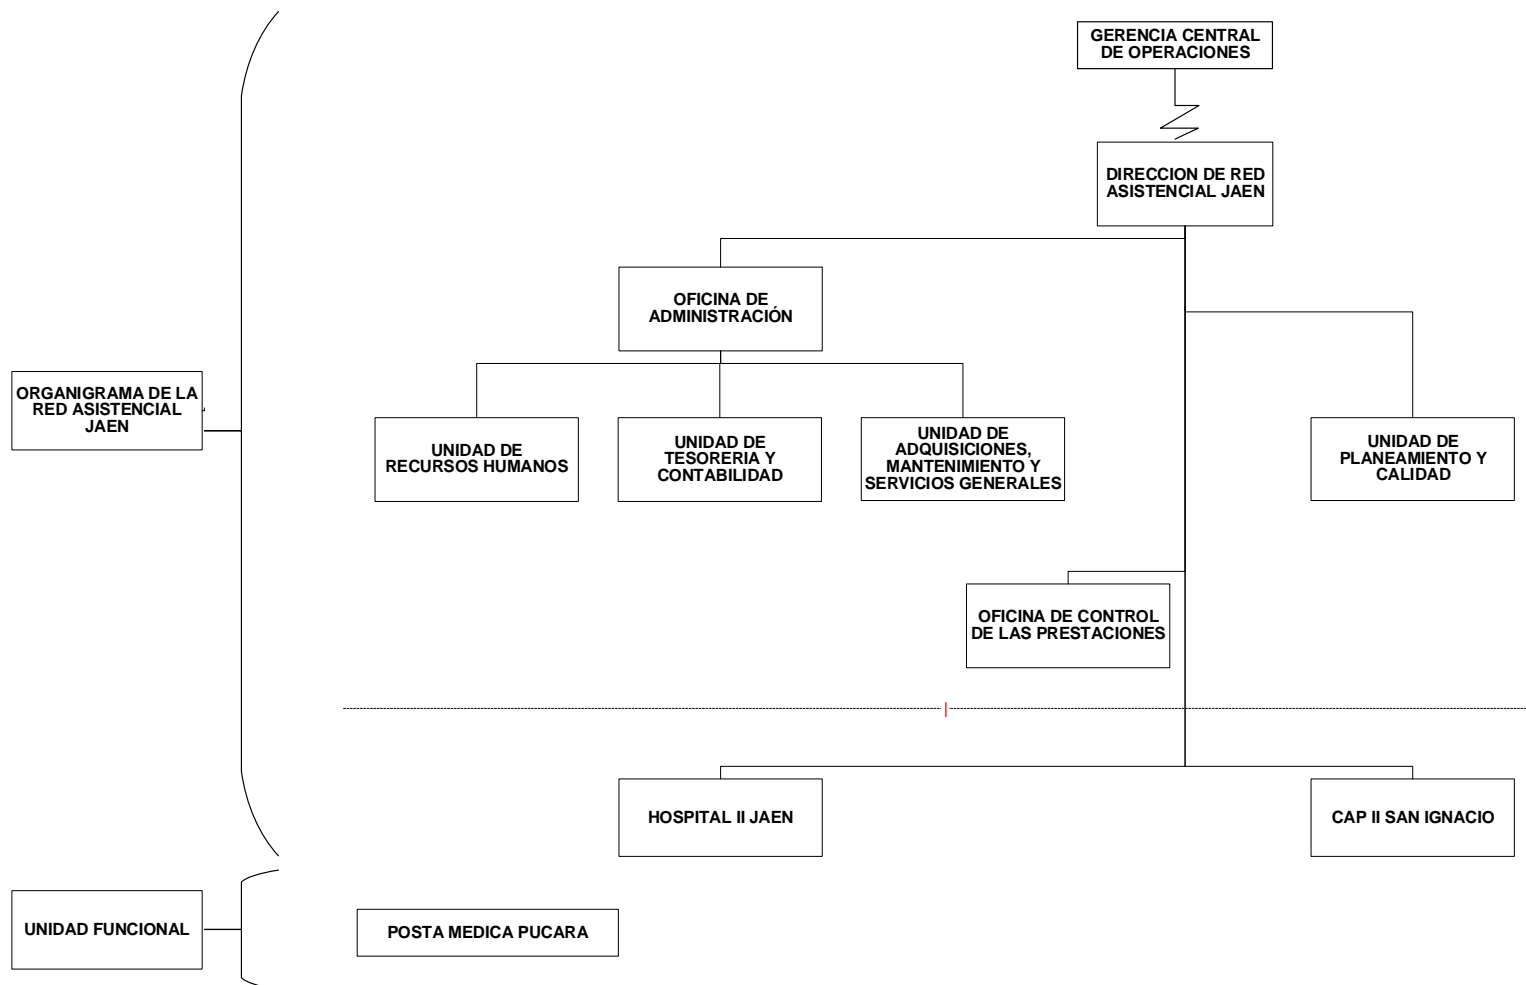 GERENCIA CENTRAL
DE OPERACIONES
DIRECCION DE RED
ASISTENCIAL JAEN
OFICINA DE
ADMINISTRACIÓN
ORGANIGRAMA DE LA
RED ASISTENCIAL
JAEN
UNIDAD DE
RECURSOS HUMANOS
UNIDAD DE
TESORERIA Y
CONTABILIDAD
UNIDAD DE
ADQUISICIONES,
MANTENIMIENTO Y
SERVICIOS GENERALES
UNIDAD DE
PLANEAMIENTO Y
CALIDAD
OFICINA DE CONTROL
DE LAS PRESTACIONES
HOSPITAL II JAEN
CAP II SAN IGNACIO
UNIDAD FUNCIONAL
POSTA MEDICA PUCARA